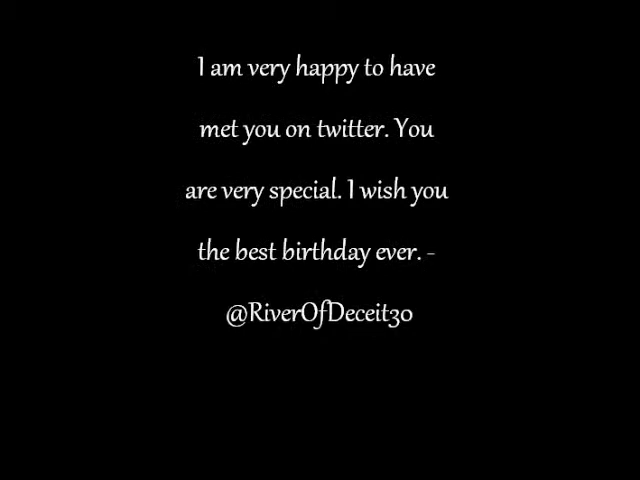 I am very happy to have
met you on twitter. You
are very special. I wish you
the best birthday ever. -
@RiverOfDeceit30